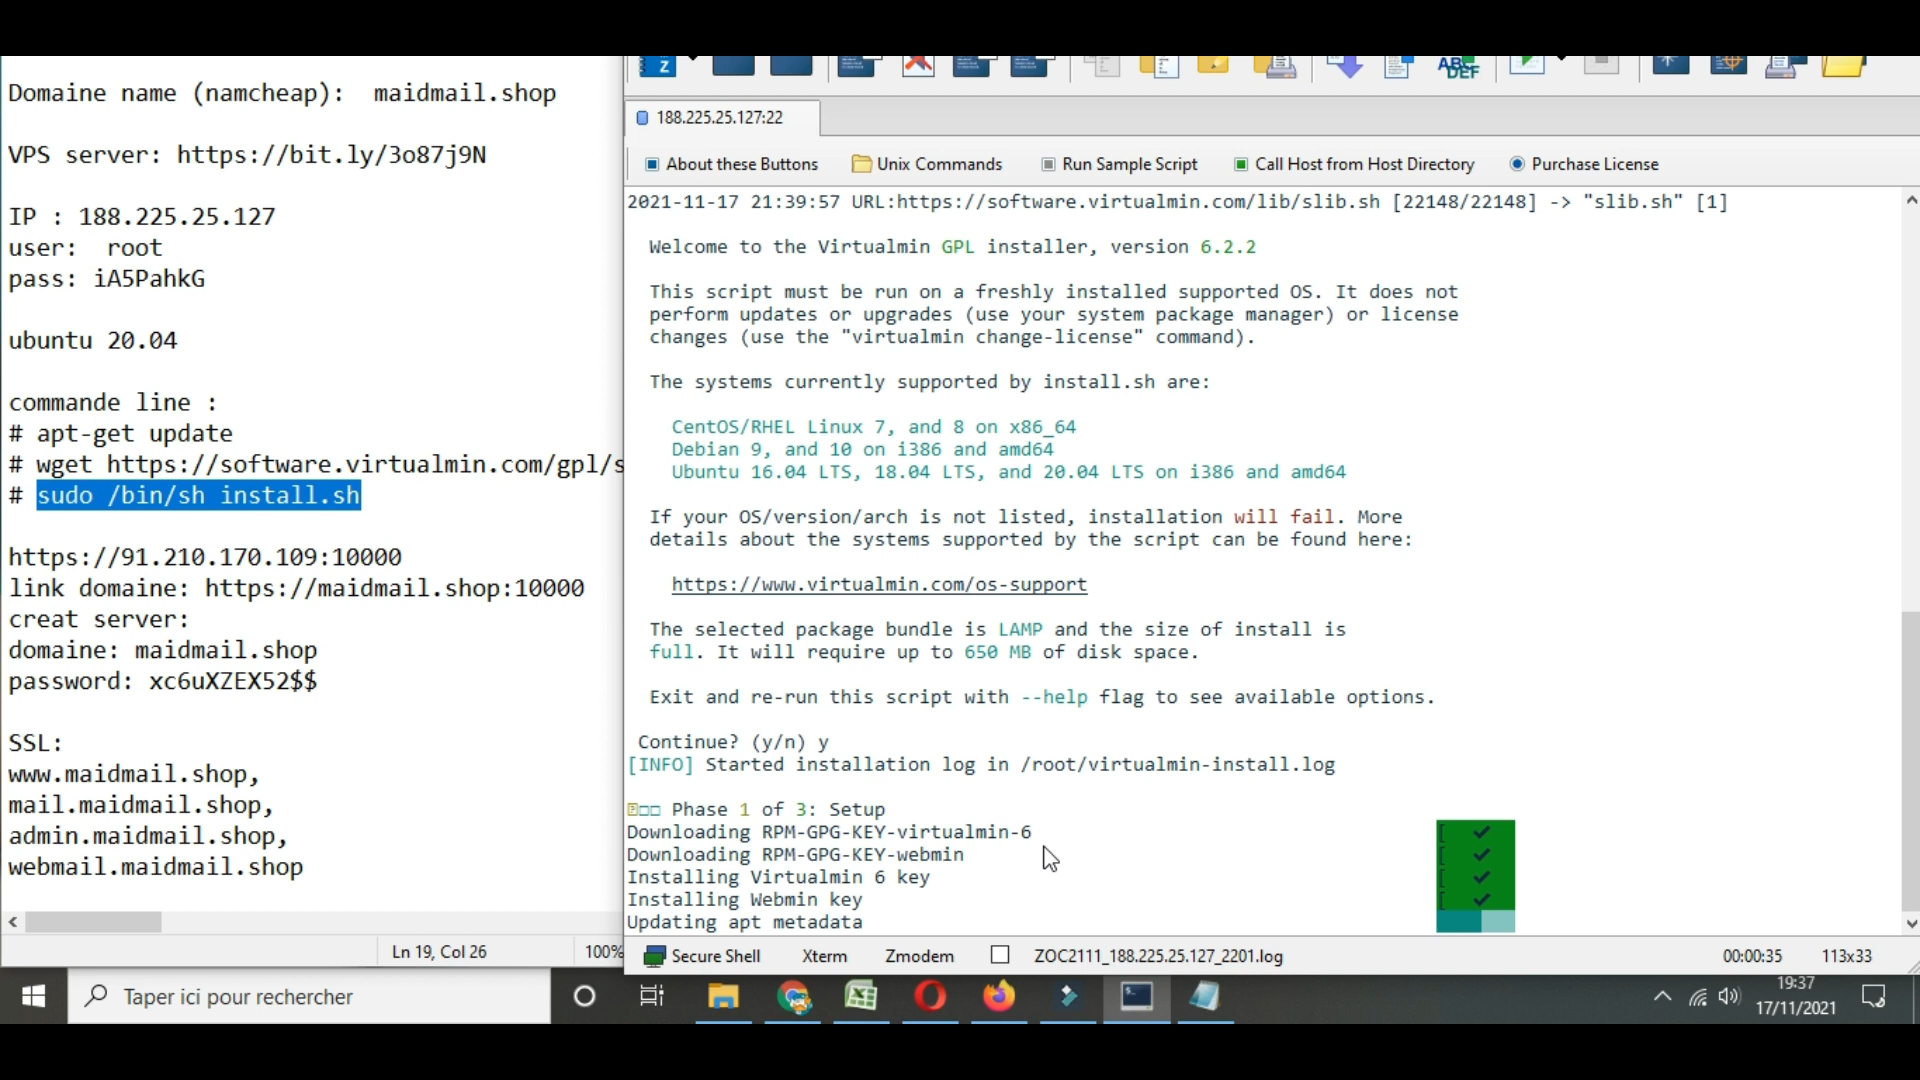 Domaine name (namcheap):  maidmail.shop
VPS server: https://bit.ly/3o87j9N
IP : 188.225.25.127
user:  root
pass: iA5PahkG
ubuntu 20.04
commande line :
# apt-get update
# wget https://software.virtualmin.com/gpl/s
# sudo /bin/sh install.sh
https://91.210.170.109:10000
link domaine: https://maidmail.shop:10000
creat server:
domaine: maidmail.shop
password: xc6uXZEX52$$
SSL:
www.maidmail.shop,
mail.maidmail.shop,
admin.maidmail.shop,
webmail.maidmail.shop
Ln 19, Col 26
100%
Z
ABC
DEF
188.225.25.127:22
About these Buttons
Unix Commands
Run Sample Script
Call Host from Host Directory
Purchase License
2021-11-17 21:39:57 URL:https://software.virtualmin.com/lib/slib.sh [22148/22148] -> "slib.sh" [1]
Welcome to the Virtualmin GPL installer, version 6.2.2
This script must be run on a freshly installed supported OS. It does not
perform updates or upgrades (use your system package manager) or license
changes (use the "virtualmin change-license" command).
The systems currently supported by install.sh are:
CentOS/RHEL Linux 7, and 8 on x86_64
Debian 9, and 10 on i386 and amd64
Ubuntu 16.04 LTS, 18.04 LTS, and 20.04 LTS on i386 and amd64
If your OS/version/arch is not listed, installation will fail. More
details about the systems supported by the script can be found here:
https://www.virtualmin.com/os-support
The selected package bundle is LAMP and the size of install is
full. It will require up to 650 MB of disk space.
Exit and re-run this script with --help flag to see available options.
Continue? (y/n) y
[INFO] Started installation log in /root/virtualmin-install.log
Phase 1 of 3: Setup
Downloading RPM-GPG-KEY-virtualmin-6 [ ✔
Downloading RPM-GPG-KEY-webmin [ ✔
Installing Virtualmin 6 key [ ✔
Installing Webmin key [ ✔
Updating apt metadata
Secure Shell
Xterm
Zmodem
ZOC2111_188.225.25.127_2201.log
00:00:35
113x33
Taper ici pour rechercher
19:37
17/11/2021